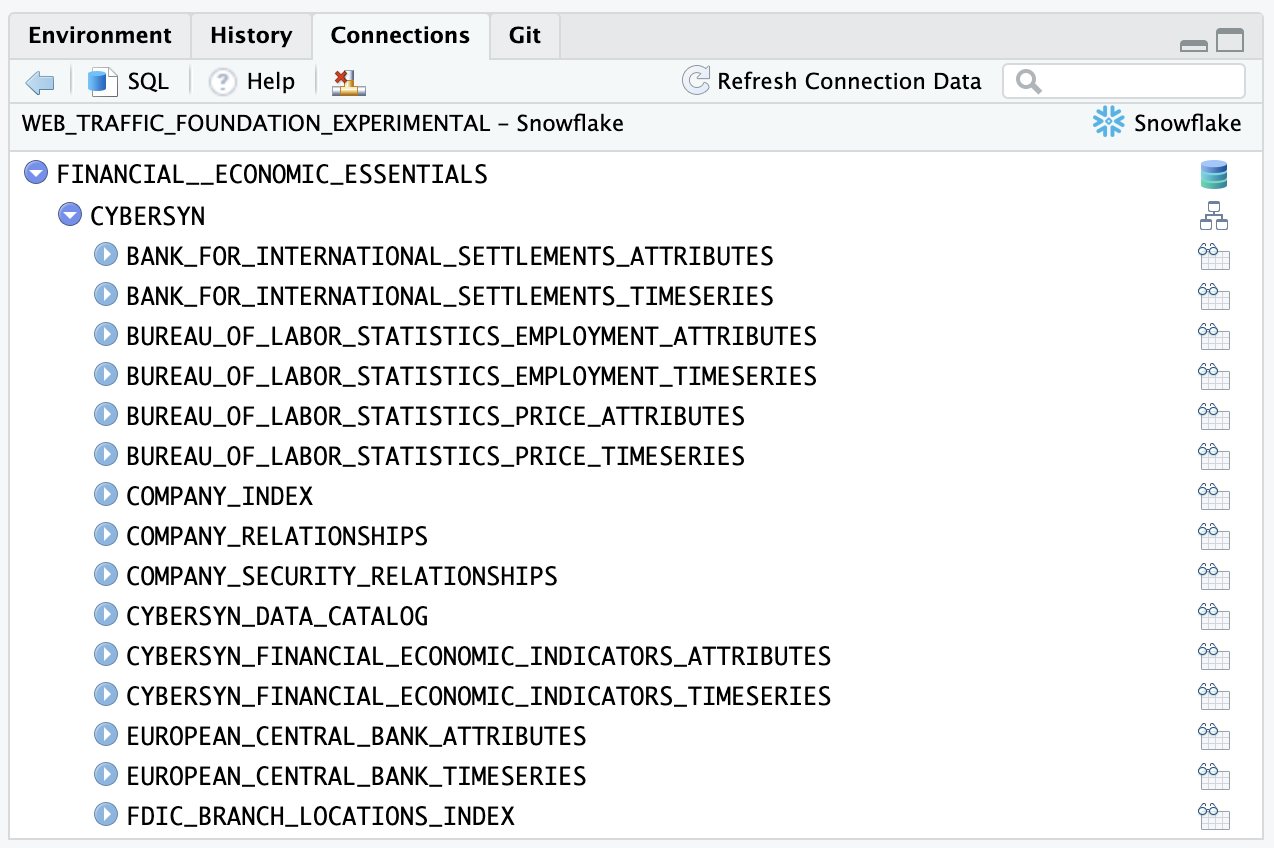 Environment History Connections Git
SQL ? Help Refresh Connection Data
WEB_TRAFFIC_FOUNDATION_EXPERIMENTAL – Snowflake Snowflake
FINANCIAL__ECONOMIC_ESSENTIALS
CYBERSYN
BANK_FOR_INTERNATIONAL_SETTLEMENTS_ATTRIBUTES
BANK_FOR_INTERNATIONAL_SETTLEMENTS_TIMESERIES
BUREAU_OF_LABOR_STATISTICS_EMPLOYMENT_ATTRIBUTES
BUREAU_OF_LABOR_STATISTICS_EMPLOYMENT_TIMESERIES
BUREAU_OF_LABOR_STATISTICS_PRICE_ATTRIBUTES
BUREAU_OF_LABOR_STATISTICS_PRICE_TIMESERIES
COMPANY_INDEX
COMPANY_RELATIONSHIPS
COMPANY_SECURITY_RELATIONSHIPS
CYBERSYN_DATA_CATALOG
CYBERSYN_FINANCIAL_ECONOMIC_INDICATORS_ATTRIBUTES
CYBERSYN_FINANCIAL_ECONOMIC_INDICATORS_TIMESERIES
EUROPEAN_CENTRAL_BANK_ATTRIBUTES
EUROPEAN_CENTRAL_BANK_TIMESERIES
FDIC_BRANCH_LOCATIONS_INDEX